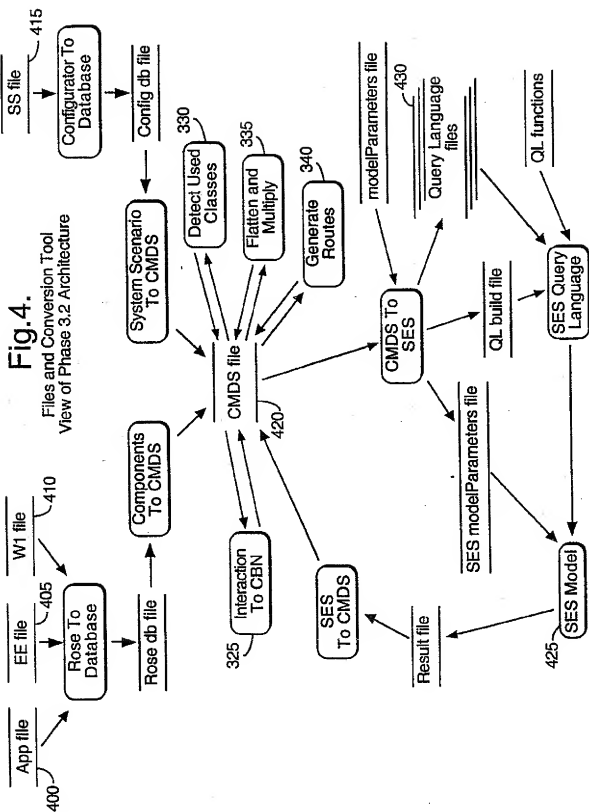 Fig.4.
Files and Conversion Tool
View of Phase 3.2 Architecture
App file
400
EE file
405
W1 file
410
Rose To
Database
Rose db file
Components
To CMDS
SS file
415
Configurator To
Database
Config db file
System Scenario
To CMDS
Detect Used
Classes
330
Flatten and
Multiply
335
Generate
Routes
340
CMDS file
420
Interaction
To CBN
325
SES
To CMDS
Result file
CMDS To
SES
modelParameters file
430
Query Language
files
QL build file
SES modelParameters file
QL functions
SES Query
Language
SES Model
425